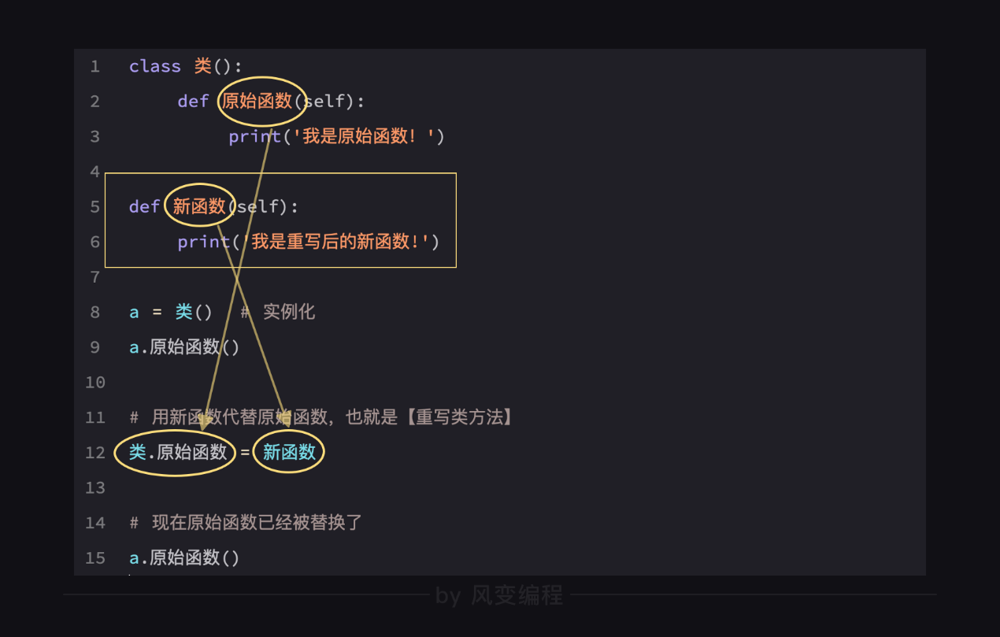 1 class 类():
2 def 原始函数(self):
3 print('我是原始函数！')
4
5 def 新函数(self):
6 print('我是重写后的新函数!')
7
8 a = 类() # 实例化
9 a.原始函数()
10
11 # 用新函数代替原始函数，也就是【重写类方法】
12 类.原始函数 = 新函数
13
14 # 现在原始函数已经被替换了
15 a.原始函数()
by 风变编程